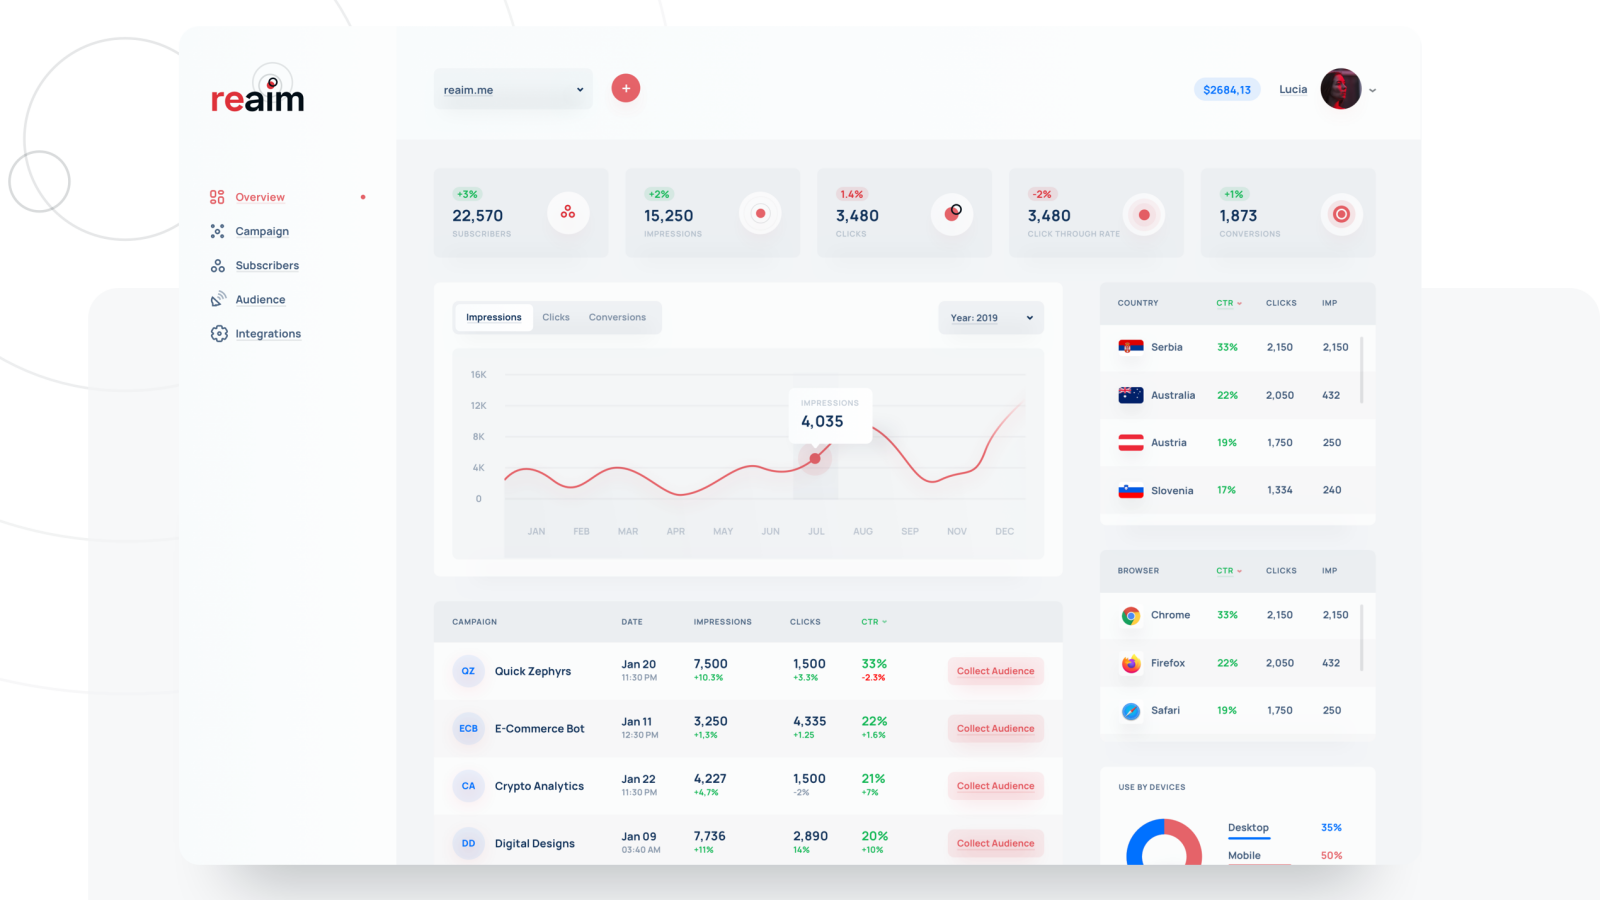 reaim
reaim.me
+
$2684,13
Lucia
Overview
Campaign
Subscribers
Audience
Integrations
+3%
22,570
SUBSCRIBERS
+2%
15,250
IMPRESSIONS
1.4%
3,480
CLICKS
-2%
3,480
CLICK THROUGH RATE
+1%
1,873
CONVERSIONS
Impressions Clicks Conversions
Year: 2019
16K
12K
8K
4K
0
IMPRESSIONS
4,035
JAN FEB MAR APR MAY JUN JUL AUG SEP NOV DEC
COUNTRY CTR CLICKS IMP
Serbia 33% 2,150 2,150
Australia 22% 2,050 432
Austria 19% 1,750 250
Slovenia 17% 1,334 240
BROWSER CTR CLICKS IMP
Chrome 33% 2,150 2,150
Firefox 22% 2,050 432
Safari 19% 1,750 250
USE BY DEVICES
Desktop 35%
Mobile 50%
CAMPAIGN DATE IMPRESSIONS CLICKS CTR
QZ Quick Zephyrs Jan 20 7,500 1,500 33% Collect Audience
11:30 PM +10.3% +3.3% -2.3%
ECB E-Commerce Bot Jan 11 3,250 4,335 22% Collect Audience
12:30 PM +1,3% +1.25 +1.6%
CA Crypto Analytics Jan 22 4,227 1,500 21% Collect Audience
11:30 PM +4,7% -2% +7%
DD Digital Designs Jan 09 7,736 2,890 20% Collect Audience
03:40 AM +11% 14% +10%